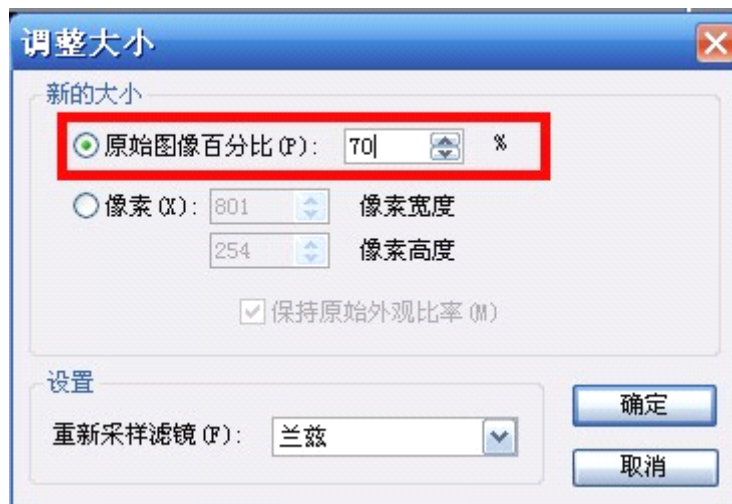 调整大小
新的大小
原始图像百分比(P): 70 %
像素(X): 801 像素宽度
254 像素高度
保持原始外观比率(M)
设置
重新采样滤镜(F): 兰兹
确定
取消